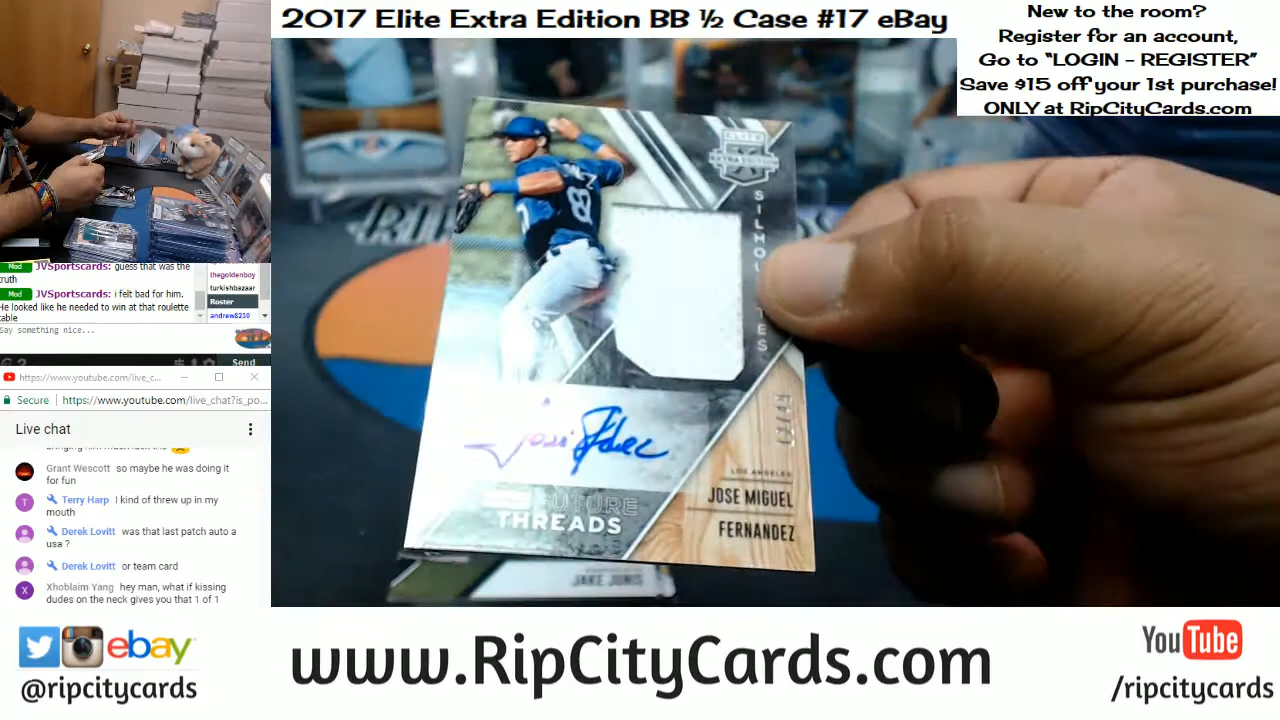 2017 Elite Extra Edition BB ½ Case #17 eBay
New to the room?
Register for an account,
Go to “LOGIN - REGISTER”
Save $15 off your 1st purchase!
ONLY at RipCityCards.com
Mod JVSportscards: guess that was the
truth
Mod JVSportscards: i felt bad for him.
He looked like he needed to win at that roulette
table
thegoldenboy
turkishbazaar
Roster
andrew8230
Say something nice...
Send
https://www.youtube.com/live_c...
Secure https://www.youtube.com/live_chat?is_po...
Live chat
Grant Wescott so maybe he was doing it
for fun
T Terry Harp I kind of threw up in my
mouth
Derek Lovitt was that last patch auto a
usa ?
Derek Lovitt or team card
X Xhoblaim Yang hey man, what if kissing
dudes on the neck gives you that 1 of 1
ELITE
EXTRA EDITION
FUTURE
THREADS
LOS ANGELES
JOSE MIGUEL
FERNANDEZ
JAKE JUNIS
ebay
@ripcitycards
www.RipCityCards.com
YouTube
/ripcitycards